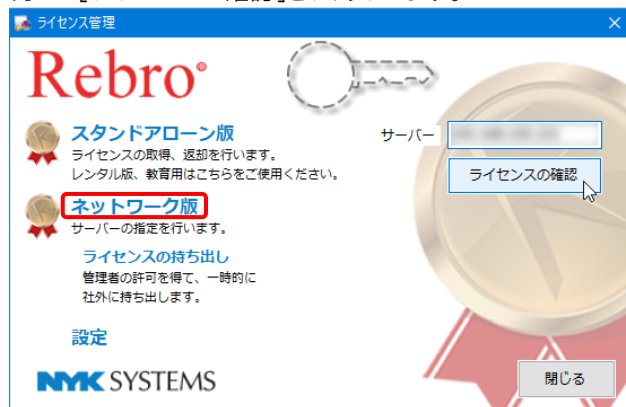 ライセンス管理
Rebro
スタンドアローン版
ライセンスの取得、返却を行います。
レンタル版、教育用はこちらをご使用ください。
サーバー
ライセンスの確認
ネットワーク版
サーバーの指定を行います。
ライセンスの持ち出し
管理者の許可を得て、一時的に
社外に持ち出します。
設定
NYK SYSTEMS
閉じる